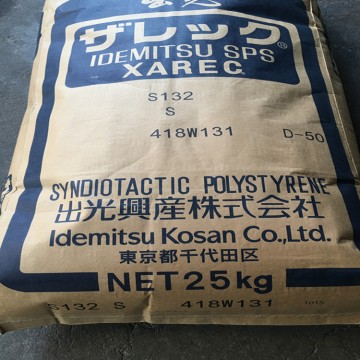 ザレック®
IDEMITSU SPS
XAREC
S132
S
418W131 D-50
SYNDIOTACTIC POLYSTYRENE
出光興産株式会社
Idemitsu Kosan Co.,Ltd.
東京都千代田区
NET25kg
S132 S 418W131